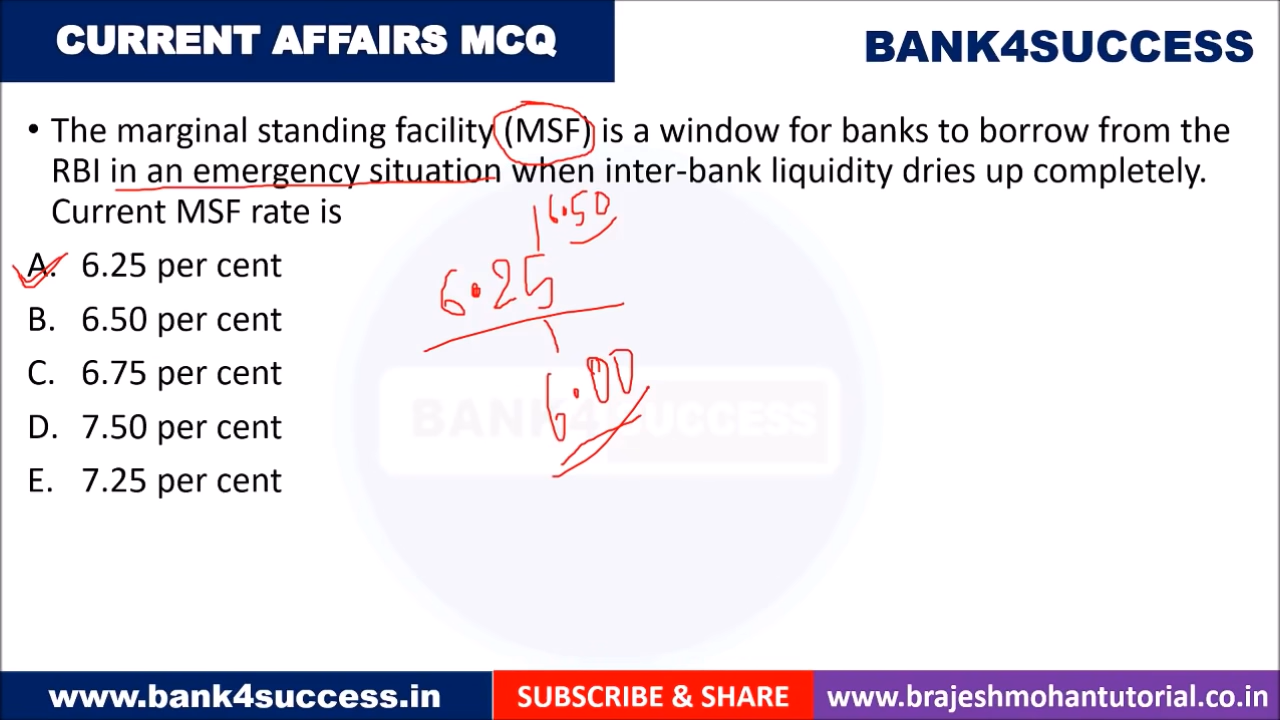 CURRENT AFFAIRS MCQ
BANK4SUCCESS
• The marginal standing facility (MSF) is a window for banks to borrow from the
RBI in an emergency situation when inter-bank liquidity dries up completely.
Current MSF rate is
6.50
A. 6.25 per cent
6.25
B. 6.50 per cent
C. 6.75 per cent
6.00
D. 7.50 per cent
BANK4SUCCESS
E. 7.25 per cent
www.bank4success.in
SUBSCRIBE & SHARE
www.brajeshmohantutorial.co.in